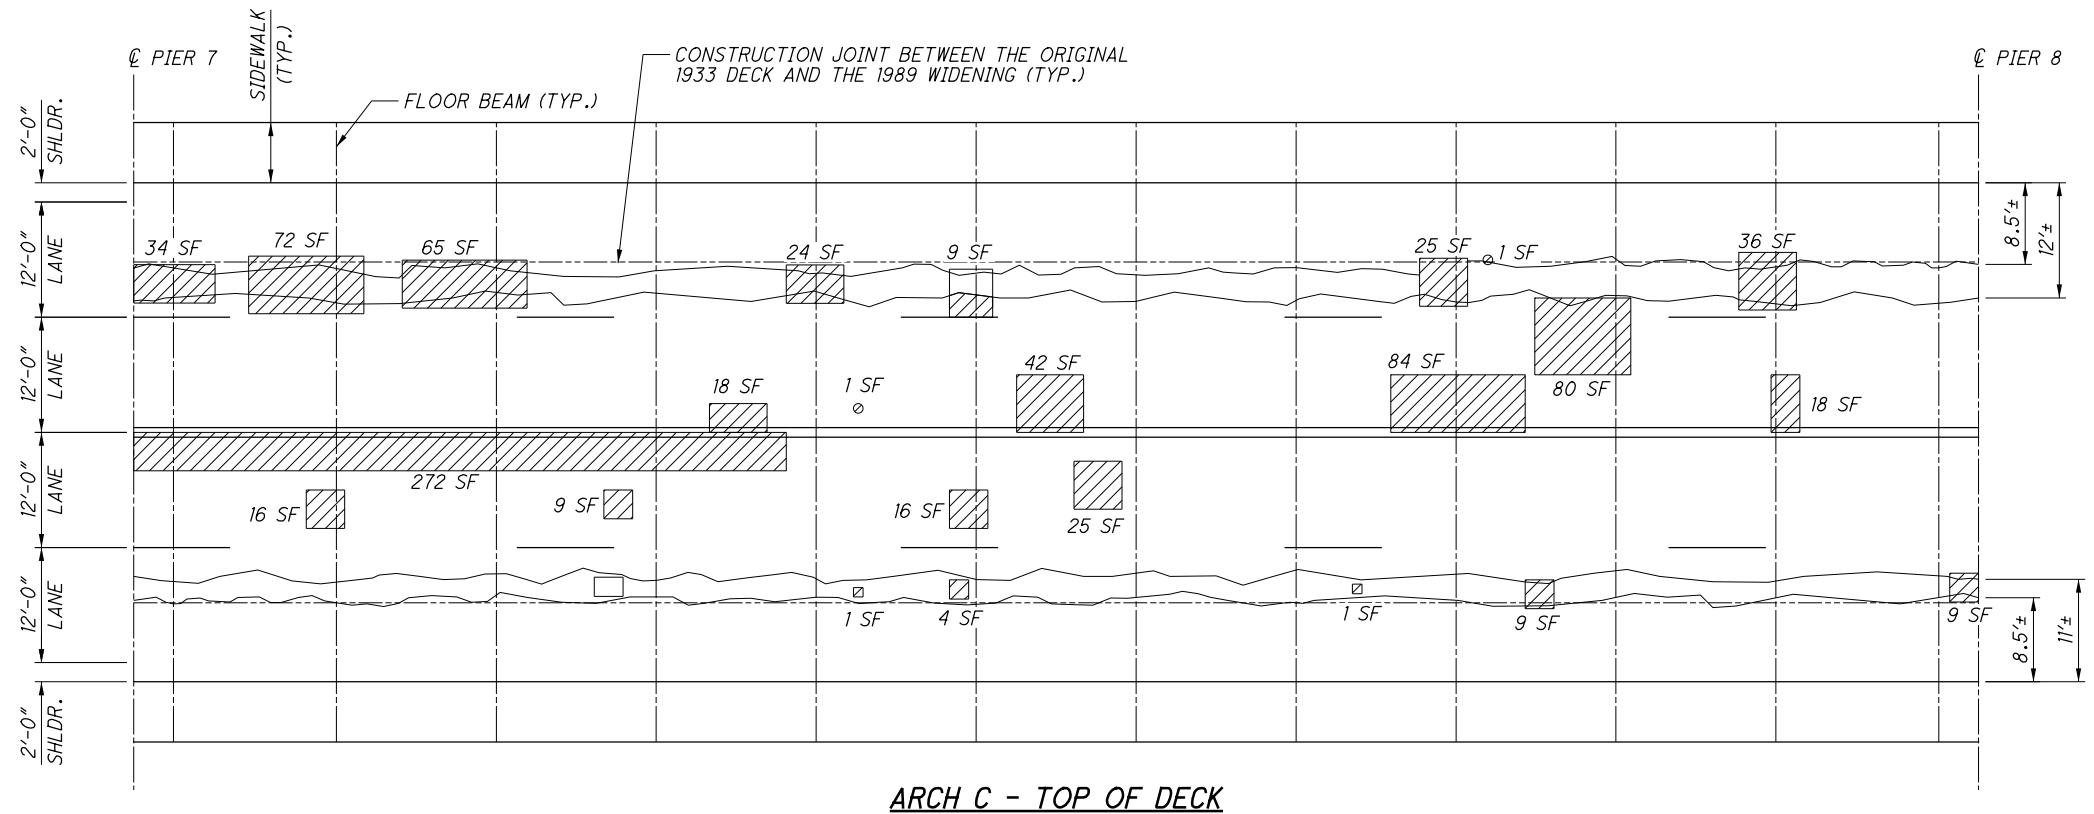 ℄ PIER 7
SIDEWALK
(TYP.)
CONSTRUCTION JOINT BETWEEN THE ORIGINAL
1933 DECK AND THE 1989 WIDENING (TYP.)
℄ PIER 8
FLOOR BEAM (TYP.)
2'-0"
SHLDR.
12'-0"
LANE
12'-0"
LANE
12'-0"
LANE
12'-0"
LANE
2'-0"
SHLDR.
34 SF
72 SF
65 SF
24 SF
9 SF
25 SF
1 SF
36 SF
8.5'±
12'±
18 SF
1 SF
42 SF
84 SF
80 SF
18 SF
272 SF
16 SF
9 SF
16 SF
25 SF
1 SF
4 SF
1 SF
9 SF
9 SF
8.5'±
11'±
ARCH C - TOP OF DECK